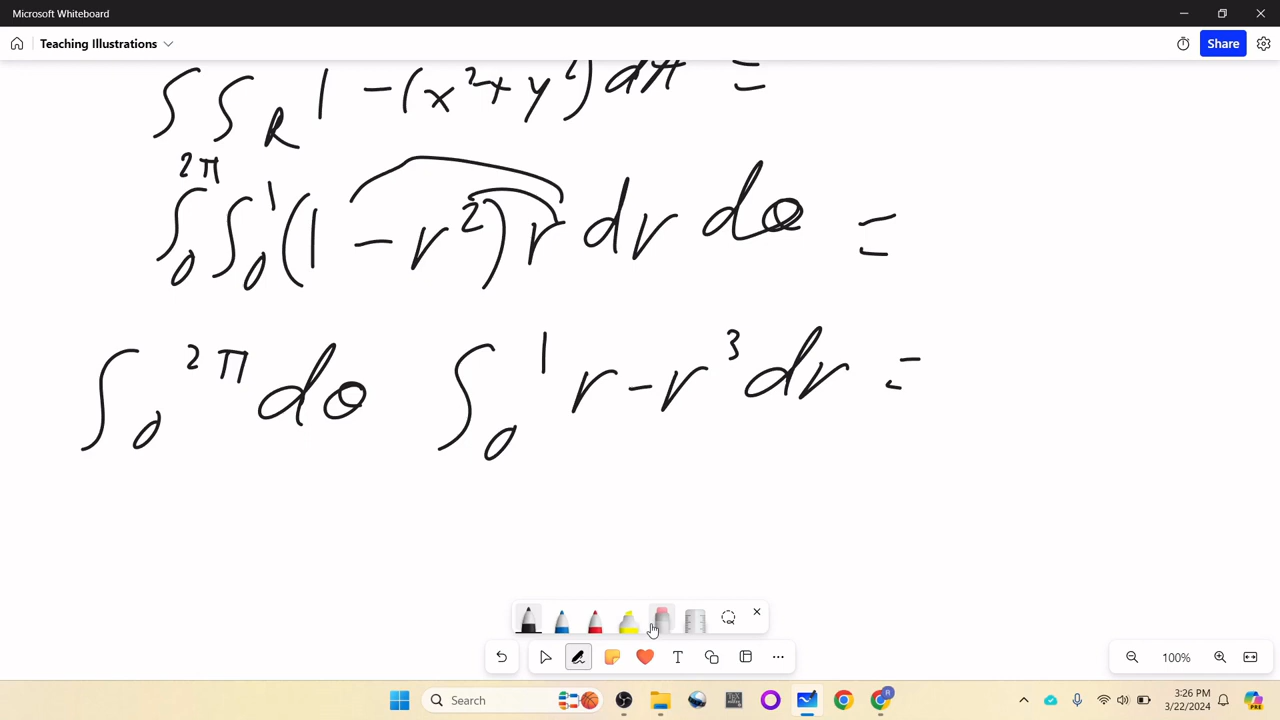 Microsoft Whiteboard
Teaching Illustrations
Share
∫∫_R 1 - (x² + y²) dA =
∫₀^2π ∫₀^1 (1 - r²) r dr dθ =
∫₀^2π dθ ∫₀^1 r - r³ dr =
T
100%
Search
3:26 PM
3/22/2024